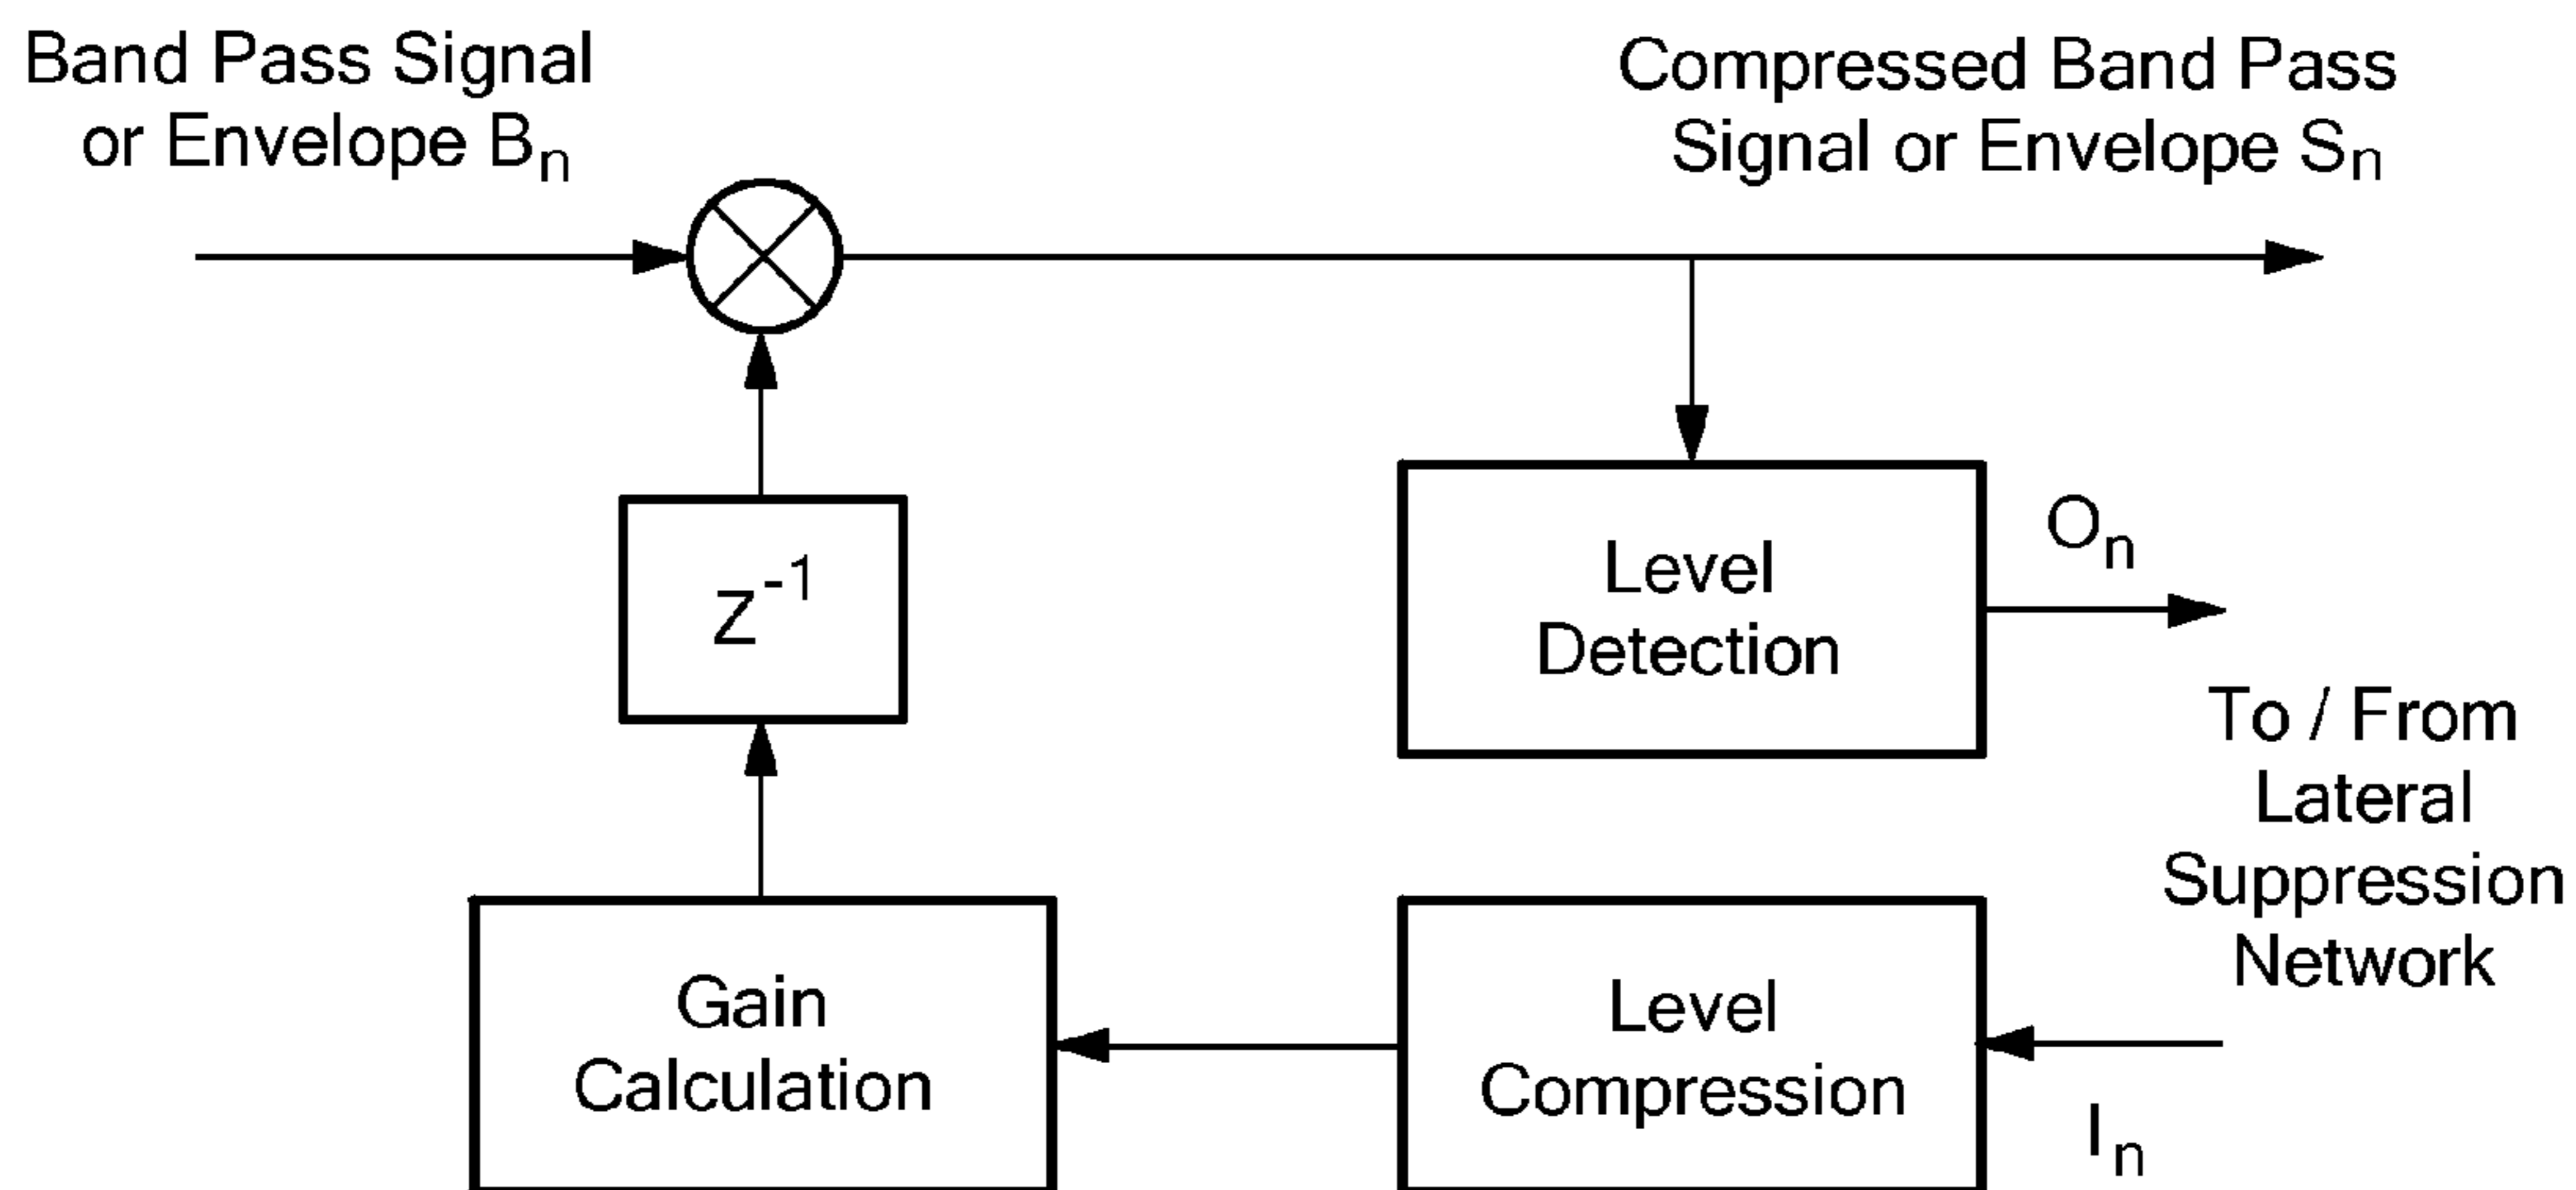 Band Pass Signal
or Envelope Bn
Compressed Band Pass
Signal or Envelope Sn
Z-1
Level
Detection
On
To / From
Lateral
Suppression
Network
Gain
Calculation
Level
Compression
In